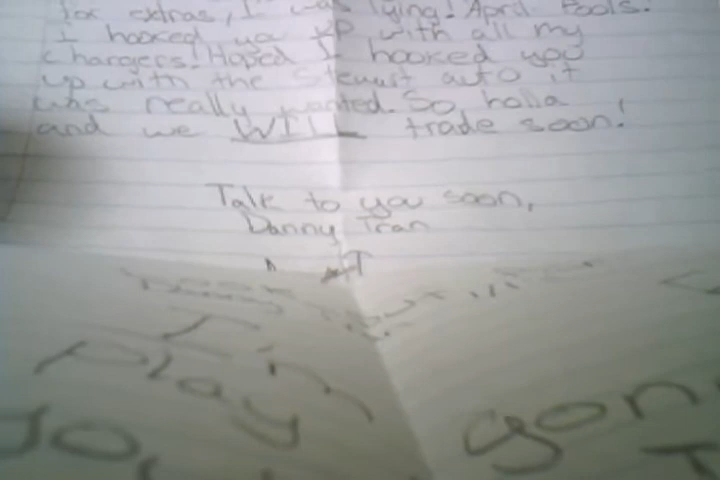 for extras, I was lying! April Fools!
I hooked ya up with all my
chargers! Hoped I hooked you
up with the Stewart auto it
was really wanted. So, holla
and we WILL trade soon!
Talk to you soon,
Danny Tran
I'm
Play
yo,
gon